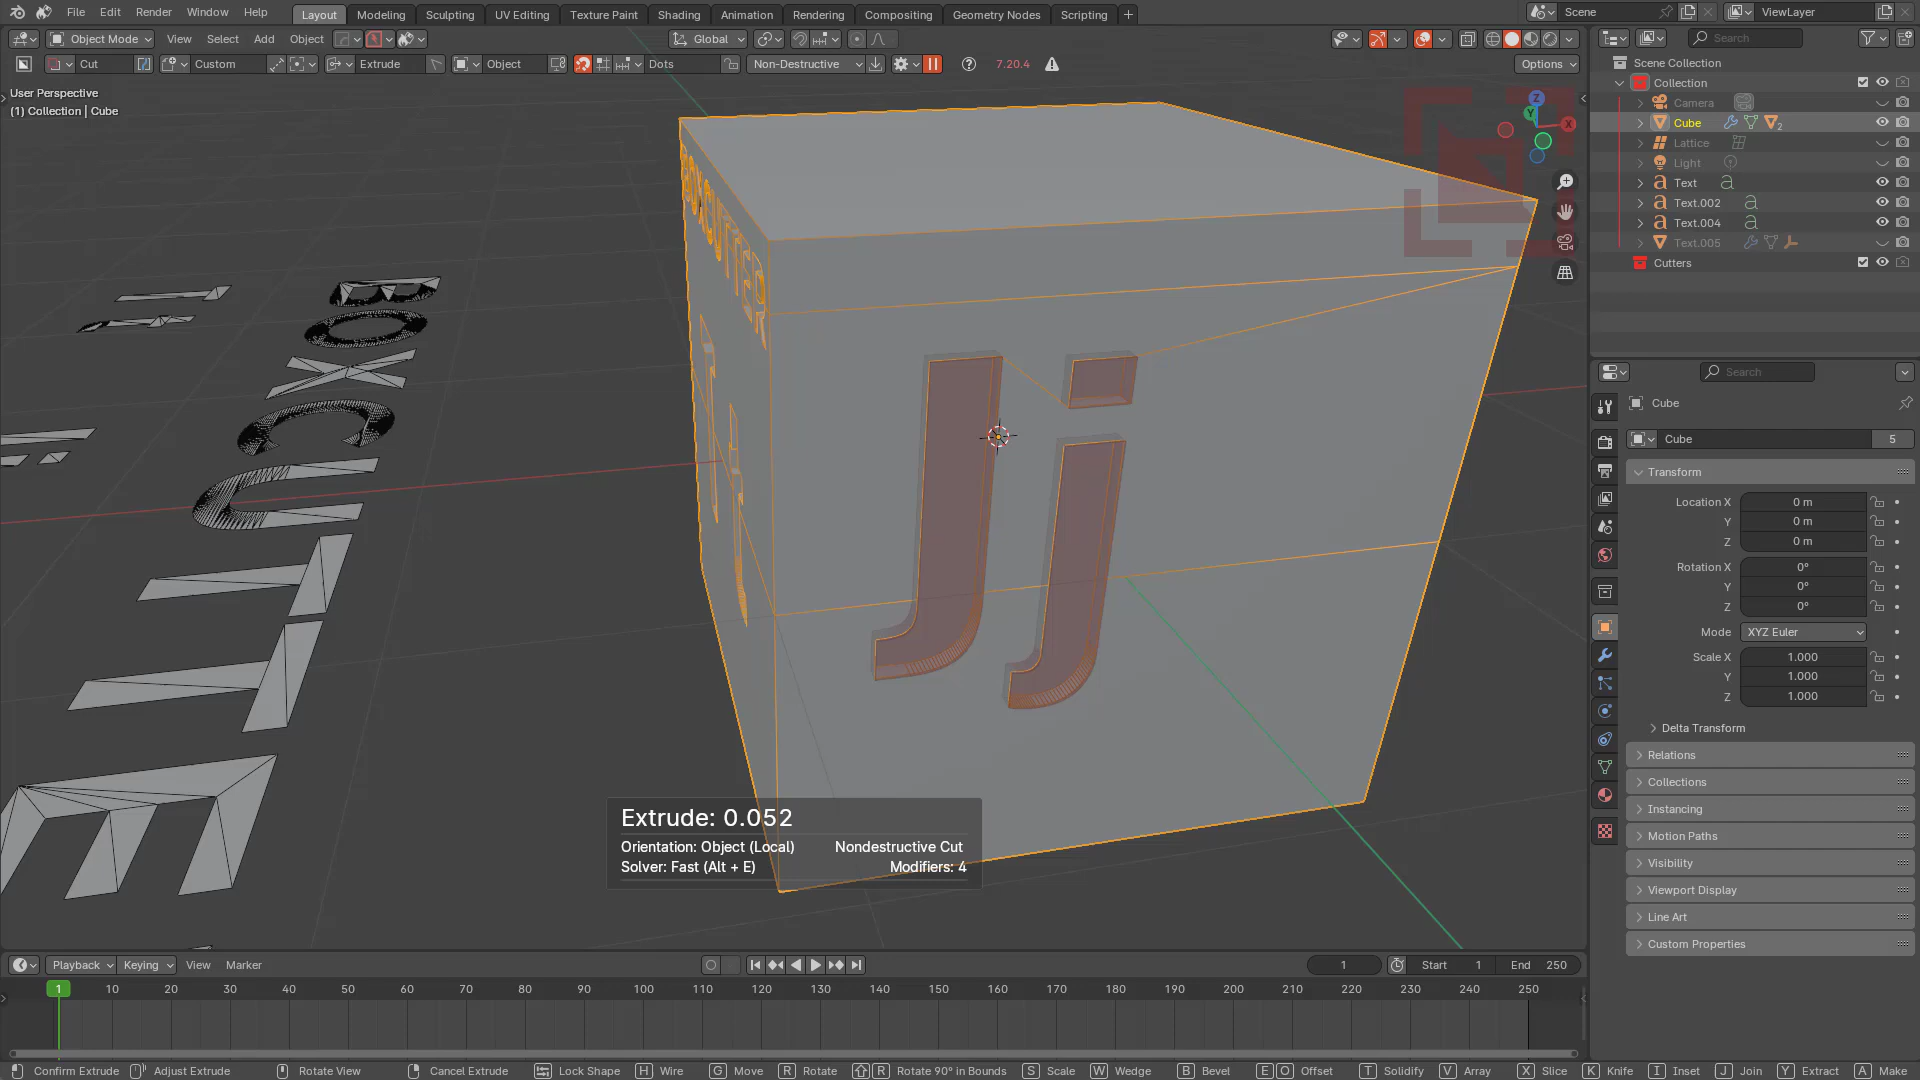 File Edit Render Window Help Layout Modeling Sculpting UV Editing Texture Paint Shading Animation Rendering Compositing Geometry Nodes Scripting + Scene ViewLayer
Object Mode View Select Add Object Global Search
Cut Custom Extrude Object Dots Non-Destructive 7.20.4 Options
User Perspective
(1) Collection | Cube
Scene Collection
Collection
Camera
Cube 2
Lattice
Light
Text
Text.002
Text.004
Text.005
Cutters
Z
Y
X
BOXCUTTER
Jj
BOXCUTTE
Extrude: 0.052
Orientation: Object (Local) Nondestructive Cut
Solver: Fast (Alt + E) Modifiers: 4
Search
Cube
Cube 5
Transform
Location X 0 m
Y 0 m
Z 0 m
Rotation X 0°
Y 0°
Z 0°
Mode XYZ Euler
Scale X 1.000
Y 1.000
Z 1.000
Delta Transform
Relations
Collections
Instancing
Motion Paths
Visibility
Viewport Display
Line Art
Custom Properties
Playback Keying View Marker 1 Start 1 End 250
1 10 20 30 40 50 60 70 80 90 100 110 120 130 140 150 160 170 180 190 200 210 220 230 240 250
Confirm Extrude Adjust Extrude Rotate View Cancel Extrude Lock Shape H Wire G Move R Rotate R Rotate 90° in Bounds S Scale W Wedge B Bevel E O Offset T Solidify V Array X Slice K Knife I Inset J Join Y Extract A Make